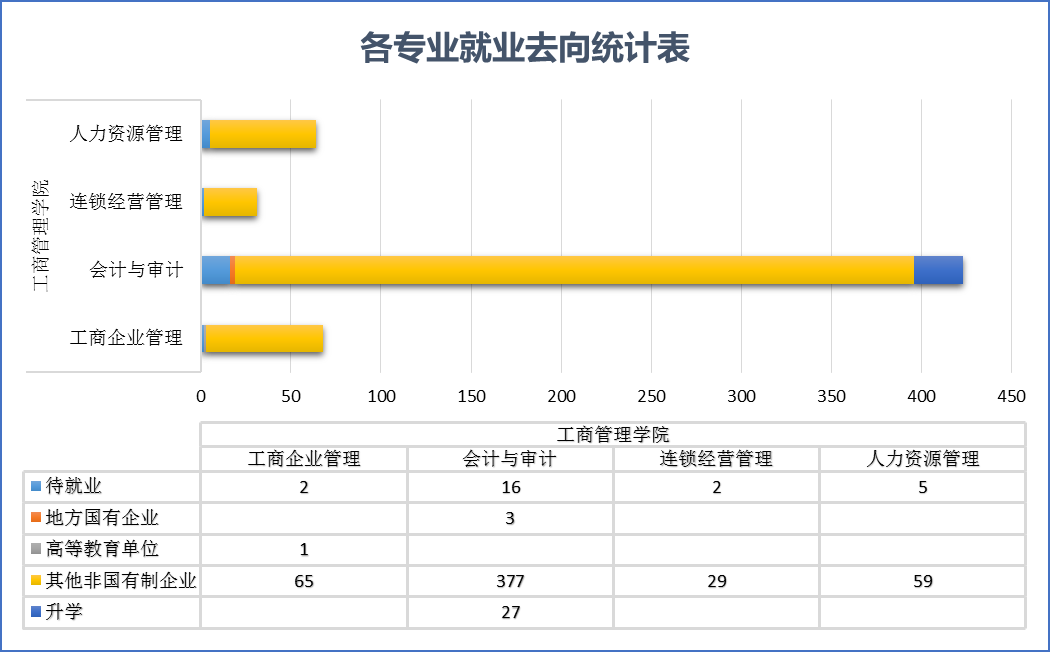 各专业就业去向统计表
工商管理学院
人力资源管理
连锁经营管理
会计与审计
工商企业管理
0 50 100 150 200 250 300 350 400 450
工商管理学院
工商企业管理 会计与审计 连锁经营管理 人力资源管理
待就业 2 16 2 5
地方国有企业 3
高等教育单位 1
其他非国有制企业 65 377 29 59
升学 27